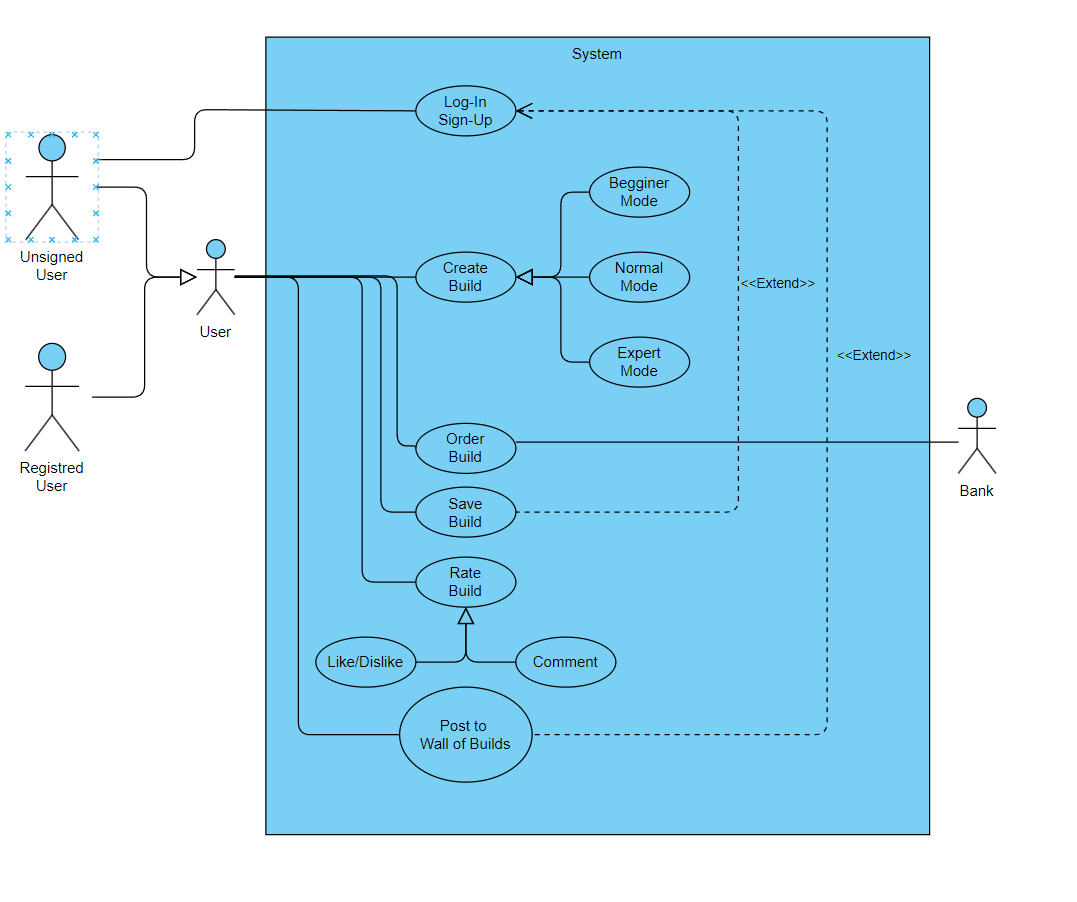 System
Log-In
Sign-Up
Begginer
Mode
Unsigned
User
Create
Build
Normal
Mode
<<Extend>>
User
<<Extend>>
Expert
Mode
Registred
User
Order
Build
Bank
Save
Build
Rate
Build
Like/Dislike
Comment
Post to
Wall of Builds